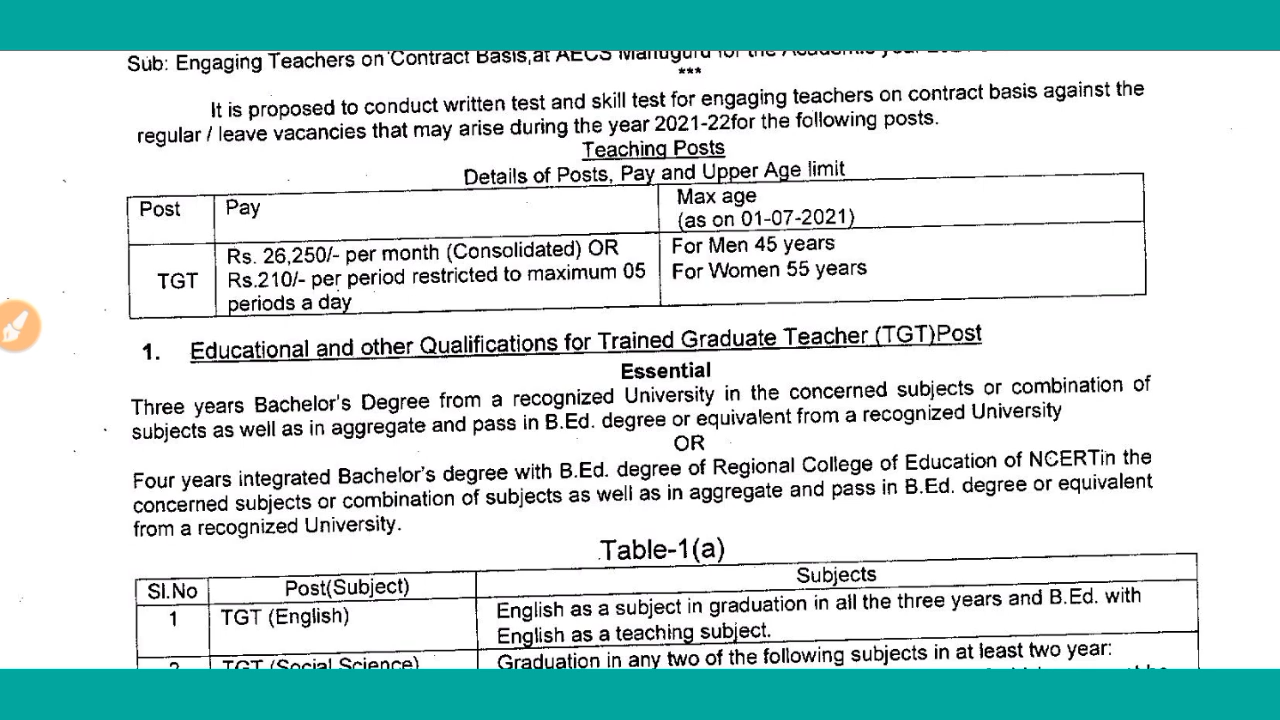 Sub: Engaging Teachers on Contract Basis,at AECS Manuguru for the Academic year
***
It is proposed to conduct written test and skill test for engaging teachers on contract basis against the
regular / leave vacancies that may arise during the year 2021-22for the following posts.
Teaching Posts
Details of Posts, Pay and Upper Age limit
Post
Pay
Max age
(as on 01-07-2021)
TGT
Rs. 26,250/- per month (Consolidated) OR
Rs.210/- per period restricted to maximum 05
periods a day
For Men 45 years
For Women 55 years
1. Educational and other Qualifications for Trained Graduate Teacher (TGT)Post
Essential
Three years Bachelor's Degree from a recognized University in the concerned subjects or combination of
subjects as well as in aggregate and pass in B.Ed. degree or equivalent from a recognized University
OR
Four years integrated Bachelor's degree with B.Ed. degree of Regional College of Education of NCERTin the
concerned subjects or combination of subjects as well as in aggregate and pass in B.Ed. degree or equivalent
from a recognized University.
Table-1(a)
Sl.No
Post(Subject)
Subjects
1
TGT (English)
English as a subject in graduation in all the three years and B.Ed. with
English as a teaching subject.
2
TGT (Social Science)
Graduation in any two of the following subjects in at least two year: